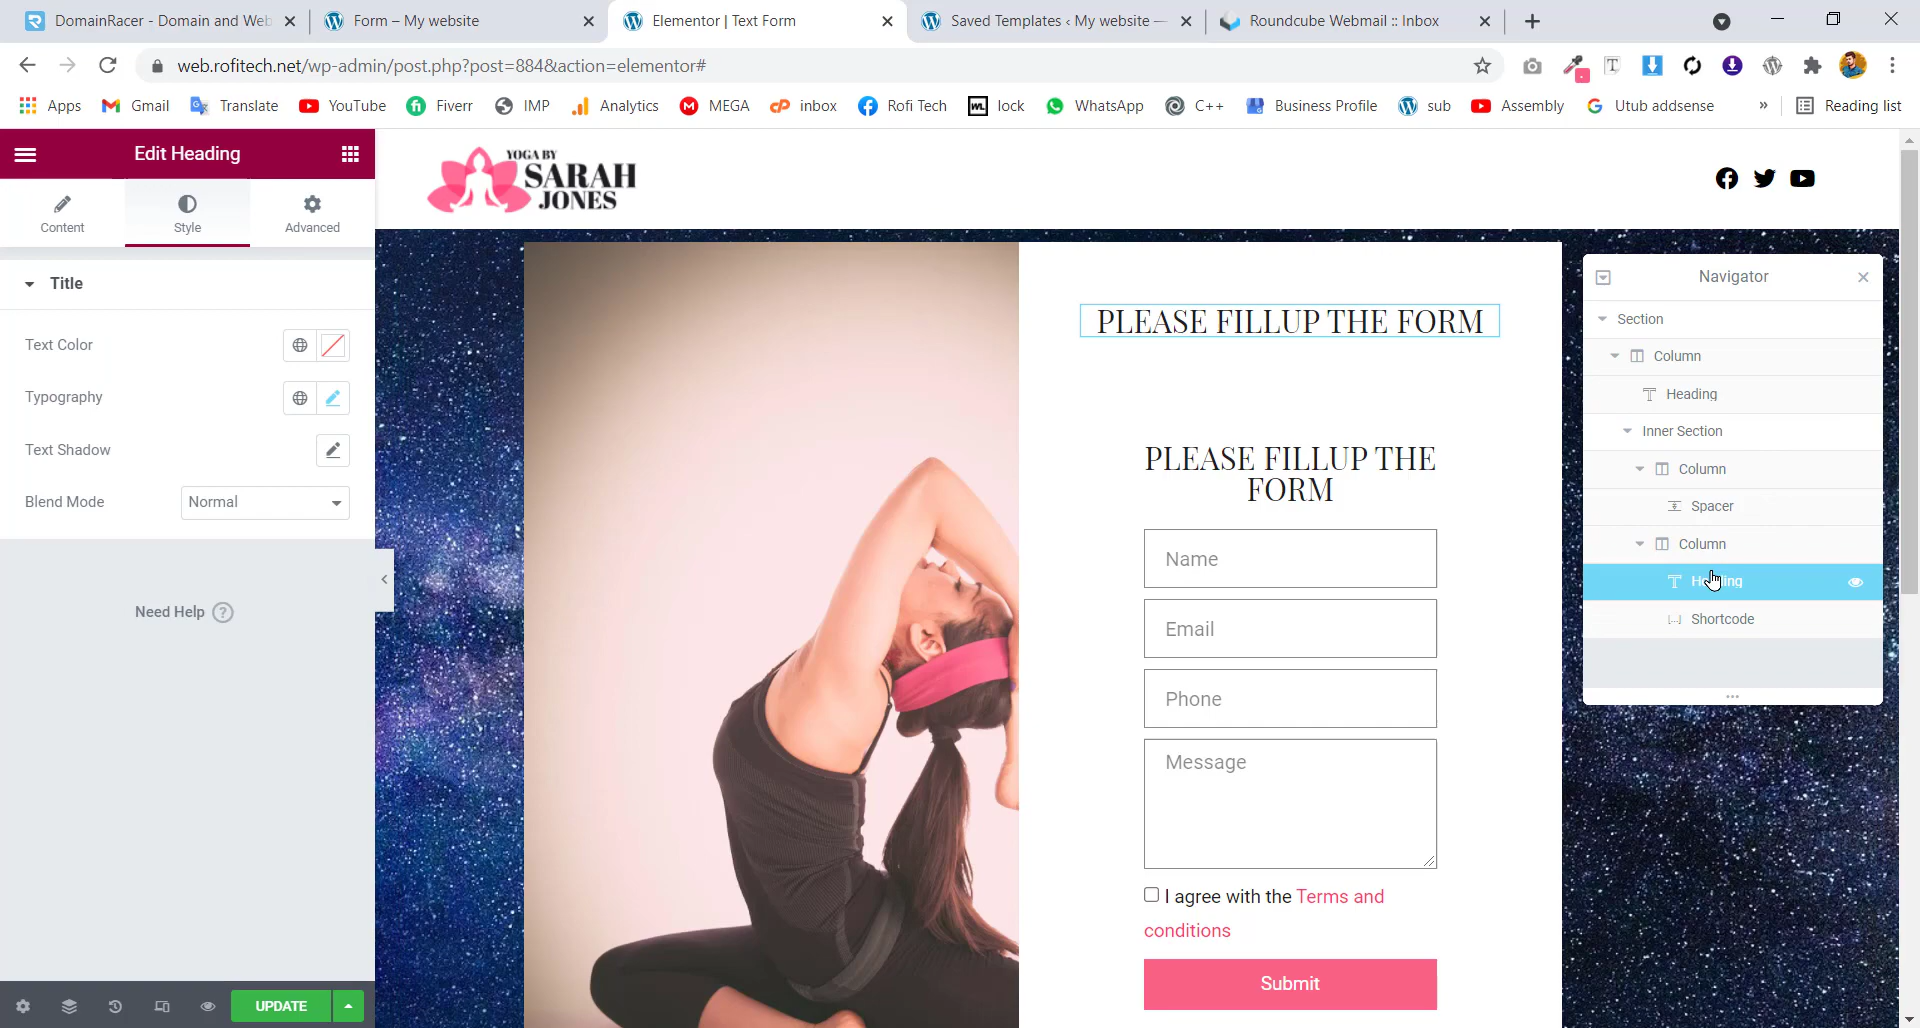 DomainRacer - Domain and Web
Form – My website
Elementor | Text Form
Saved Templates ‹ My website —
Roundcube Webmail :: Inbox
web.rofitech.net/wp-admin/post.php?post=884&action=elementor#
Apps
Gmail
Translate
YouTube
Fiverr
IMP
Analytics
MEGA
inbox
Rofi Tech
lock
WhatsApp
C++
Business Profile
sub
Assembly
Utub addsense
»
Reading list
Edit Heading
Content
Style
Advanced
Title
Text Color
Typography
Text Shadow
Blend Mode
Normal
Need Help ?
UPDATE
YOGA BY
SARAH
JONES
PLEASE FILLUP THE FORM
PLEASE FILLUP THE
FORM
Name
Email
Phone
Message
I agree with the Terms and
conditions
Submit
Navigator
Section
Column
Heading
Inner Section
Column
Spacer
Column
Heading
Shortcode